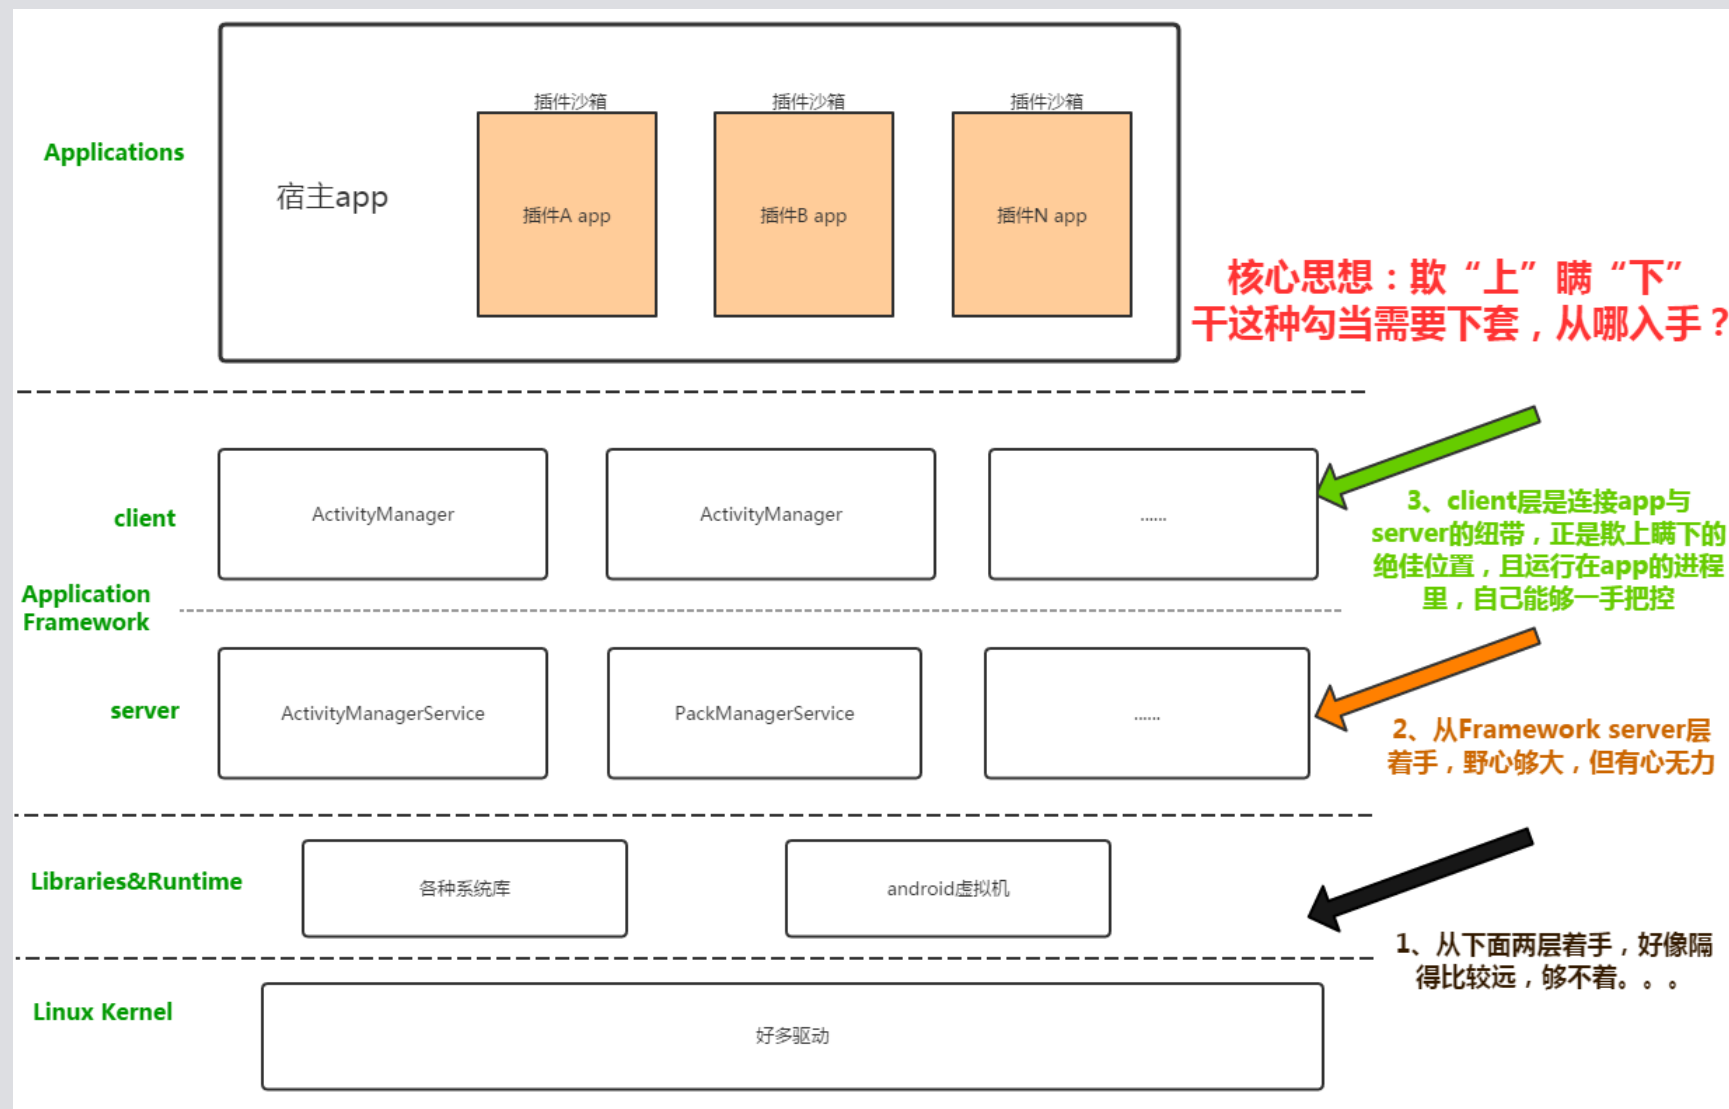 插件沙箱
插件沙箱
插件沙箱
Applications
宿主app
插件A app
插件B app
插件N app
核心思想：欺“上”瞒“下”
干这种勾当需要下套，从哪入手？
client
ActivityManager
ActivityManager
......
3、client层是连接app与
server的纽带，正是欺上瞒下的
绝佳位置，且运行在app的进程
里，自己能够一手把控
Application
Framework
server
ActivityManagerService
PackManagerService
......
2、从Framework server层
着手，野心够大，但有心无力
Libraries&Runtime
各种系统库
android虚拟机
1、从下面两层着手，好像隔
得比较远，够不着。。。
Linux Kernel
好多驱动